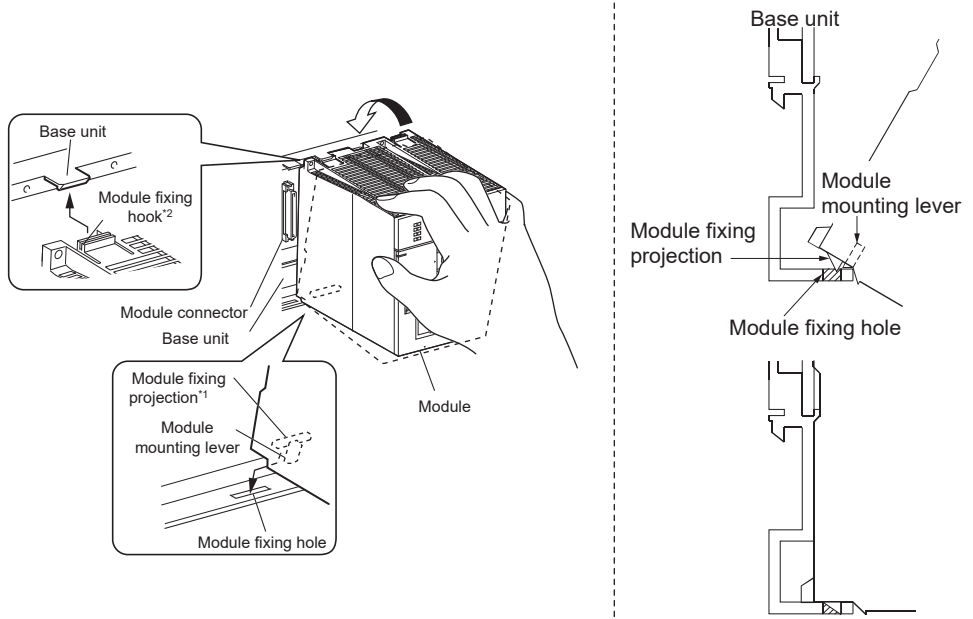 Base unit
Module fixing
hook*2
Module connector
Base unit
Module fixing
projection*1
Module
mounting lever
Module fixing hole
Module
Base unit
Module
mounting lever
Module fixing
projection
Module fixing hole